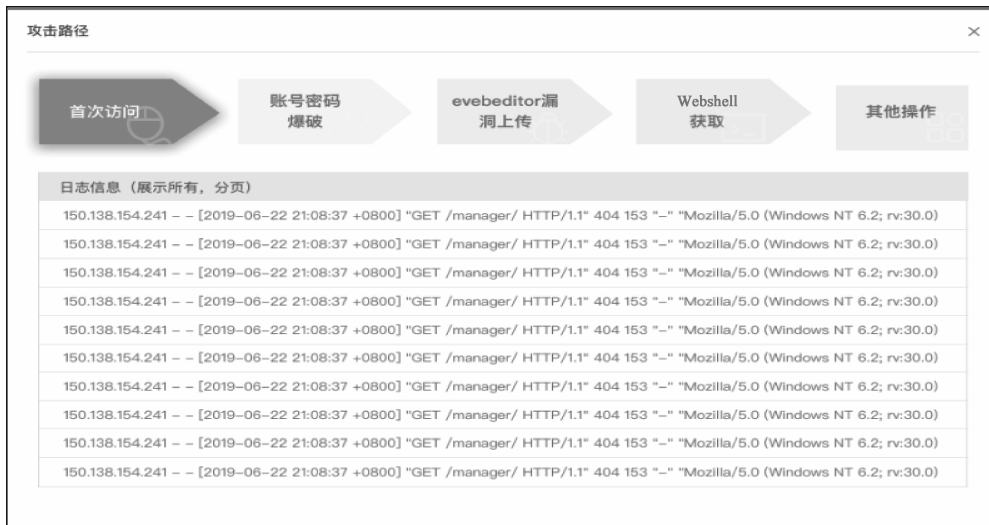 攻击路径
首次访问
账号密码
爆破
evebeditor漏
洞上传
Webshell
获取
其他操作
日志信息（展示所有，分页）
150.138.154.241 – – [2019–06–22 21:08:37 +0800] "GET /manager/ HTTP/1.1" 404 153 "–" "Mozilla/5.0 (Windows NT 6.2; rv:30.0)
150.138.154.241 – – [2019–06–22 21:08:37 +0800] "GET /manager/ HTTP/1.1" 404 153 "–" "Mozilla/5.0 (Windows NT 6.2; rv:30.0)
150.138.154.241 – – [2019–06–22 21:08:37 +0800] "GET /manager/ HTTP/1.1" 404 153 "–" "Mozilla/5.0 (Windows NT 6.2; rv:30.0)
150.138.154.241 – – [2019–06–22 21:08:37 +0800] "GET /manager/ HTTP/1.1" 404 153 "–" "Mozilla/5.0 (Windows NT 6.2; rv:30.0)
150.138.154.241 – – [2019–06–22 21:08:37 +0800] "GET /manager/ HTTP/1.1" 404 153 "–" "Mozilla/5.0 (Windows NT 6.2; rv:30.0)
150.138.154.241 – – [2019–06–22 21:08:37 +0800] "GET /manager/ HTTP/1.1" 404 153 "–" "Mozilla/5.0 (Windows NT 6.2; rv:30.0)
150.138.154.241 – – [2019–06–22 21:08:37 +0800] "GET /manager/ HTTP/1.1" 404 153 "–" "Mozilla/5.0 (Windows NT 6.2; rv:30.0)
150.138.154.241 – – [2019–06–22 21:08:37 +0800] "GET /manager/ HTTP/1.1" 404 153 "–" "Mozilla/5.0 (Windows NT 6.2; rv:30.0)
150.138.154.241 – – [2019–06–22 21:08:37 +0800] "GET /manager/ HTTP/1.1" 404 153 "–" "Mozilla/5.0 (Windows NT 6.2; rv:30.0)
150.138.154.241 – – [2019–06–22 21:08:37 +0800] "GET /manager/ HTTP/1.1" 404 153 "–" "Mozilla/5.0 (Windows NT 6.2; rv:30.0)